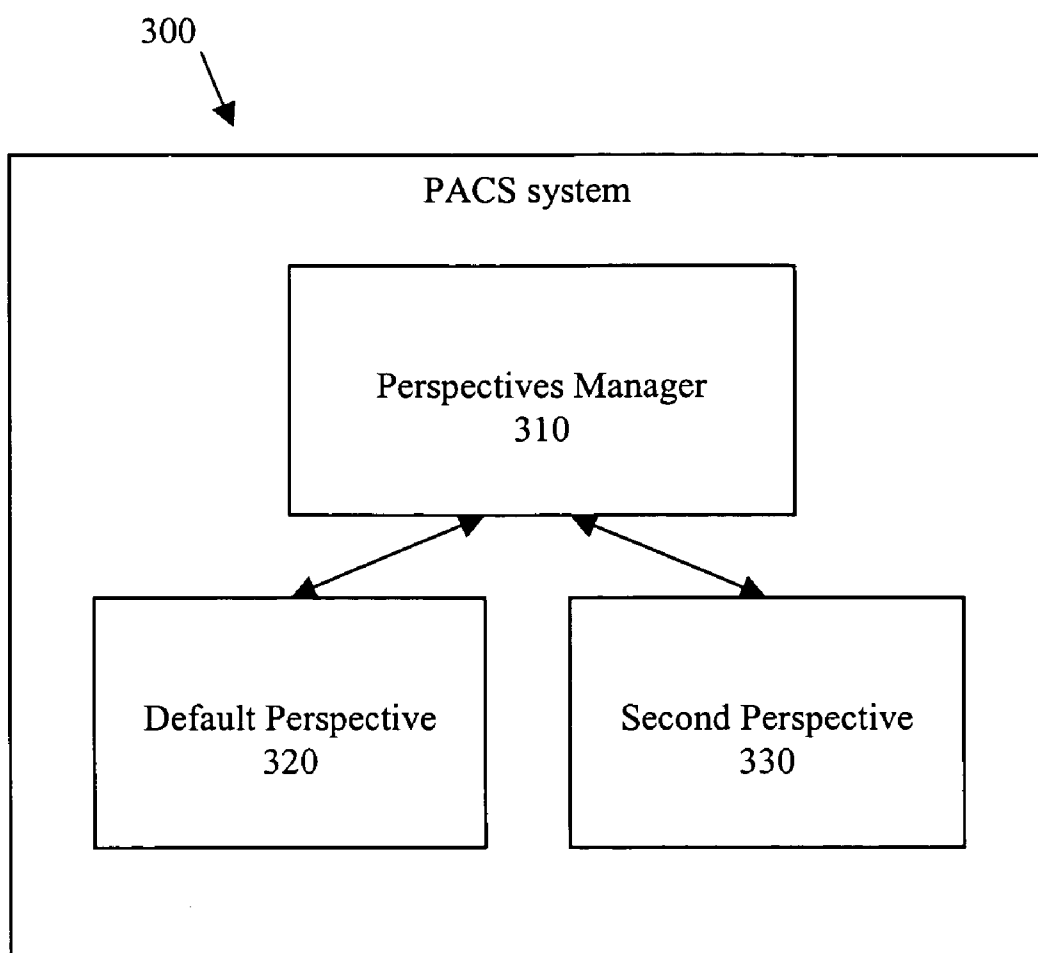 300
PACS system
Perspectives Manager
310
Default Perspective
320
Second Perspective
330